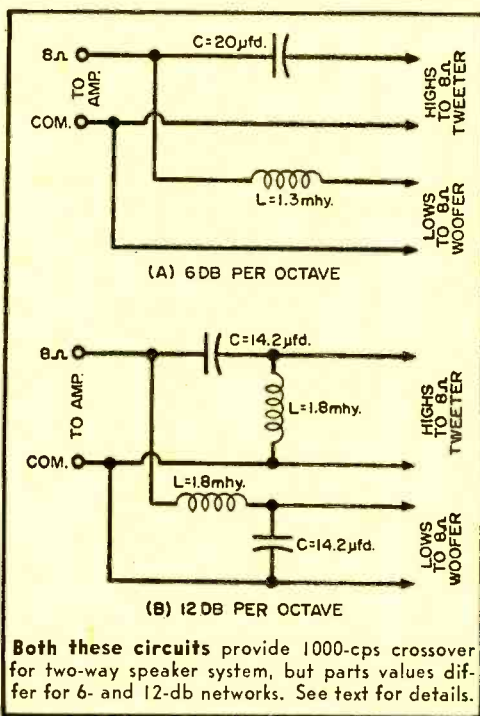 C=20µfd.
8Ω
TO AMP.
COM.
HIGHS TO 8Ω TWEETER
L=1.3mhy.
LOWS TO 8Ω WOOFER
(A) 6DB PER OCTAVE
C=14.2µfd.
8Ω
TO AMP.
COM.
L=1.8mhy.
HIGHS TO 8Ω TWEETER
L=1.8mhy.
C=14.2µfd.
LOWS TO 8Ω WOOFER
(B) 12DB PER OCTAVE
Both these circuits provide 1000-cps crossover
for two-way speaker system, but parts values dif-
fer for 6- and 12-db networks. See text for details.